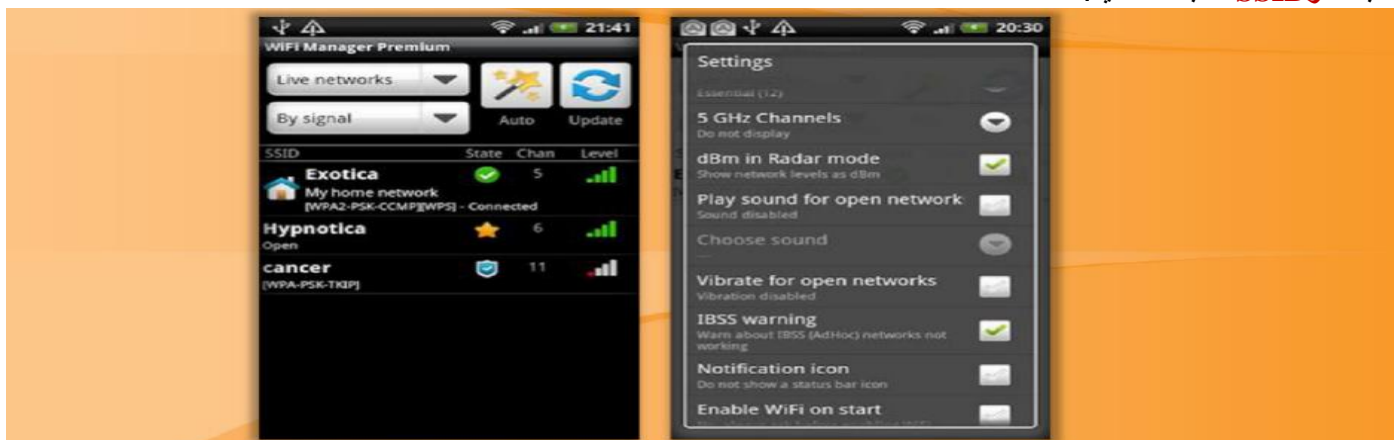 SSID
21:41
WiFi Manager Premium
Live networks
By signal
Auto
Update
SSID State Chan Level
Exotica 5
My home network
[WPA2-PSK-CCMP][WPS] - Connected
Hypnotica 6
Open
cancer 11
[WPA-PSK-TKIP]
20:30
Settings
Essential (12)
5 GHz Channels
Do not display
dBm in Radar mode
Show network levels as dBm
Play sound for open network
Sound disabled
Choose sound
Vibrate for open networks
Vibration disabled
IBSS warning
Warn about IBSS (AdHoc) networks not
working
Notification icon
Do not show a status bar icon
Enable WiFi on start